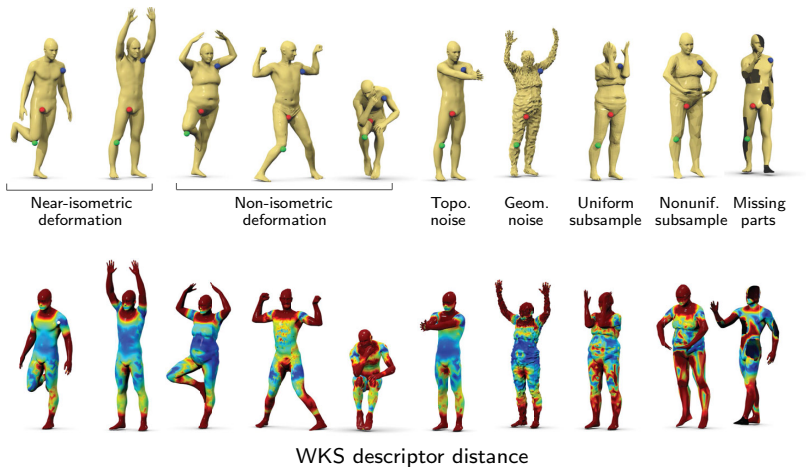 Near-isometric
deformation
Non-isometric
deformation
Topo.
noise
Geom.
noise
Uniform
subsample
Nonunif.
subsample
Missing
parts
WKS descriptor distance